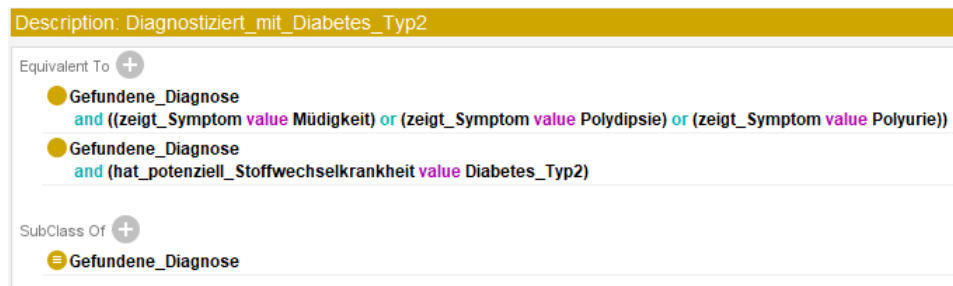 Description: Diagnostiziert_mit_Diabetes_Typ2
Equivalent To
Gefundene_Diagnose
and ((zeigt_Symptom value Müdigkeit) or (zeigt_Symptom value Polydipsie) or (zeigt_Symptom value Polyurie))
Gefundene_Diagnose
and (hat_potenziell_Stoffwechselkrankheit value Diabetes_Typ2)
SubClass Of
Gefundene_Diagnose